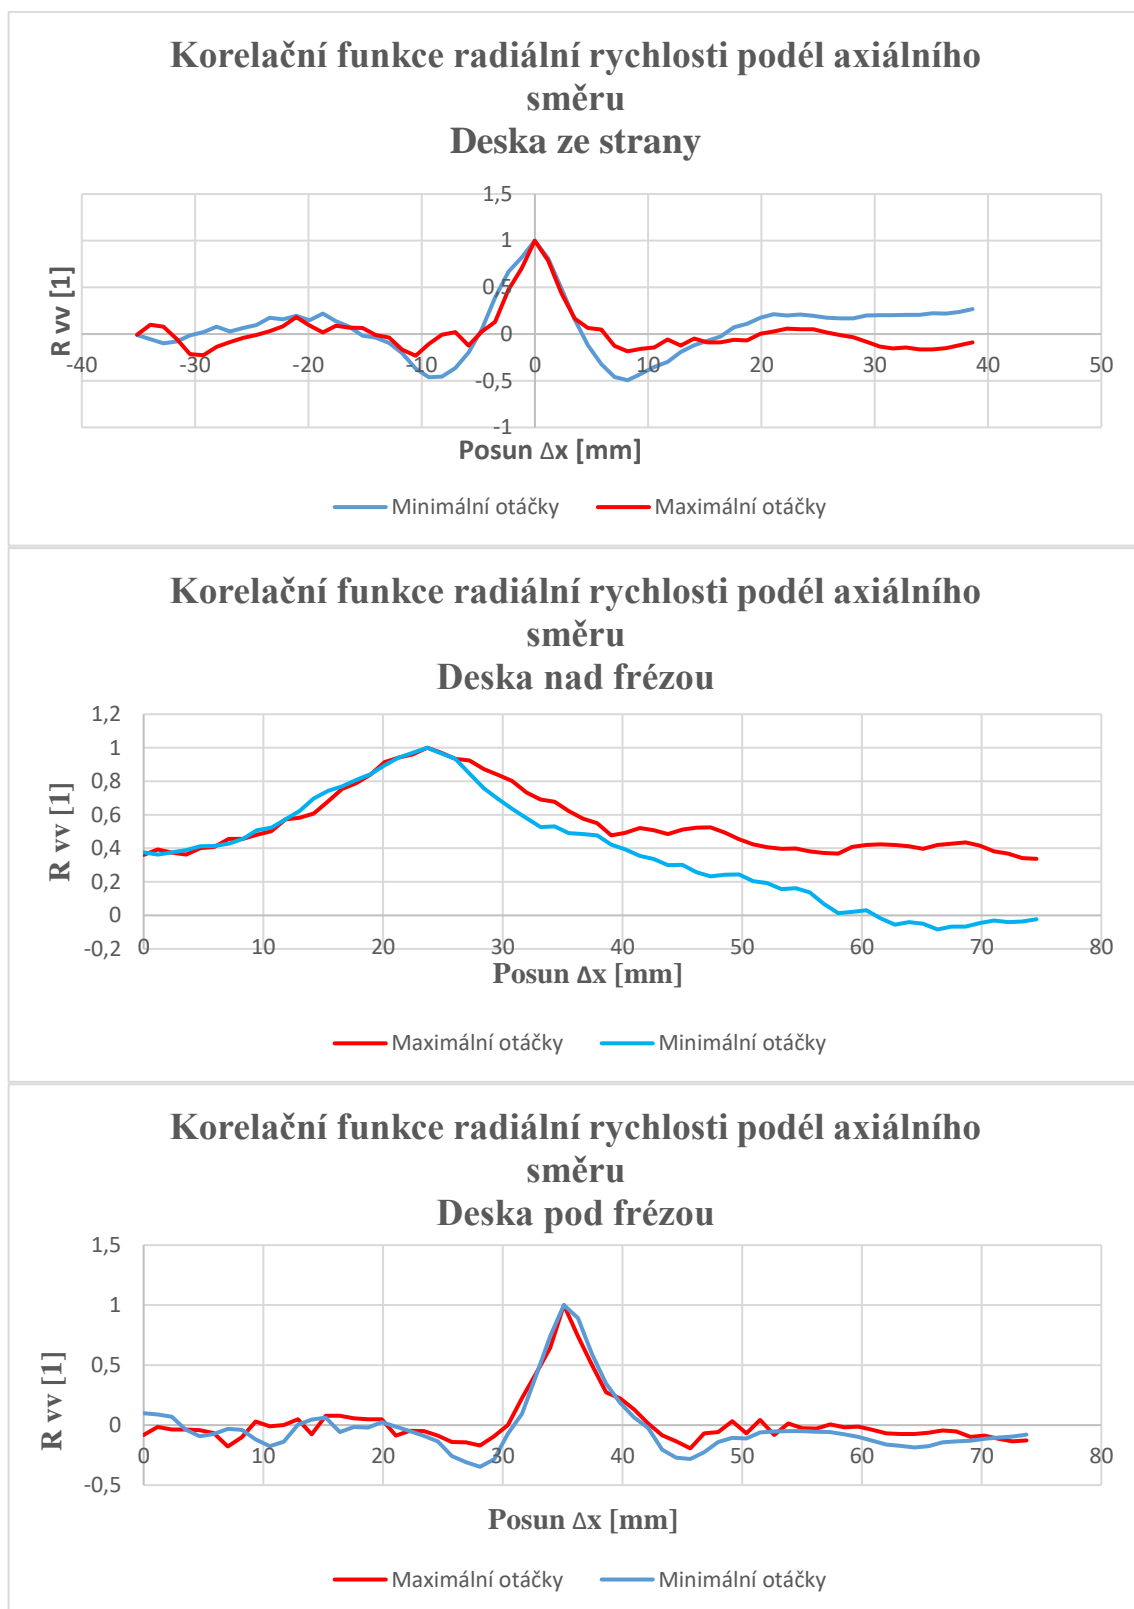 Korelační funkce radiální rychlosti podél axiálního
směru
Deska ze strany
1,5
1
0,5
0
-0,5
-1
-40 -30 -20 -10 0 10 20 30 40 50
R vv [1]
Posun Δx [mm]
Minimální otáčky Maximální otáčky
Korelační funkce radiální rychlosti podél axiálního
směru
Deska nad frézou
1,2
1
0,8
0,6
0,4
0,2
0
-0,2
0 10 20 30 40 50 60 70 80
R vv [1]
Posun Δx [mm]
Maximální otáčky Minimální otáčky
Korelační funkce radiální rychlosti podél axiálního
směru
Deska pod frézou
1,5
1
0,5
0
-0,5
0 10 20 30 40 50 60 70 80
R vv [1]
Posun Δx [mm]
Maximální otáčky Minimální otáčky